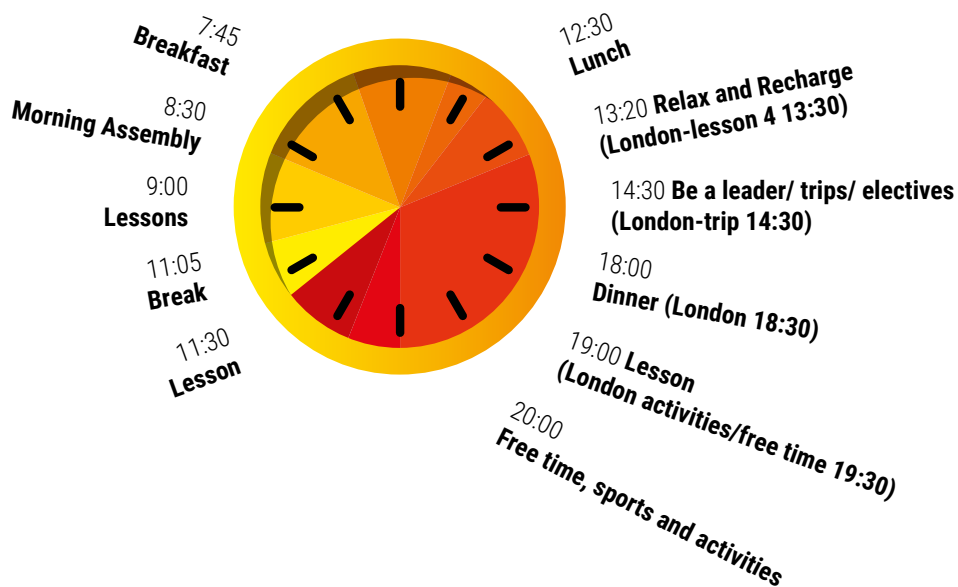 7:45
Breakfast
8:30
Morning Assembly
9:00
Lessons
11:05
Break
11:30
Lesson
12:30
Lunch
13:20 Relax and Recharge
(London-lesson 4 13:30)
14:30 Be a leader/ trips/ electives
(London-trip 14:30)
18:00
Dinner (London 18:30)
19:00 Lesson
(London activities/free time 19:30)
20:00
Free time, sports and activities